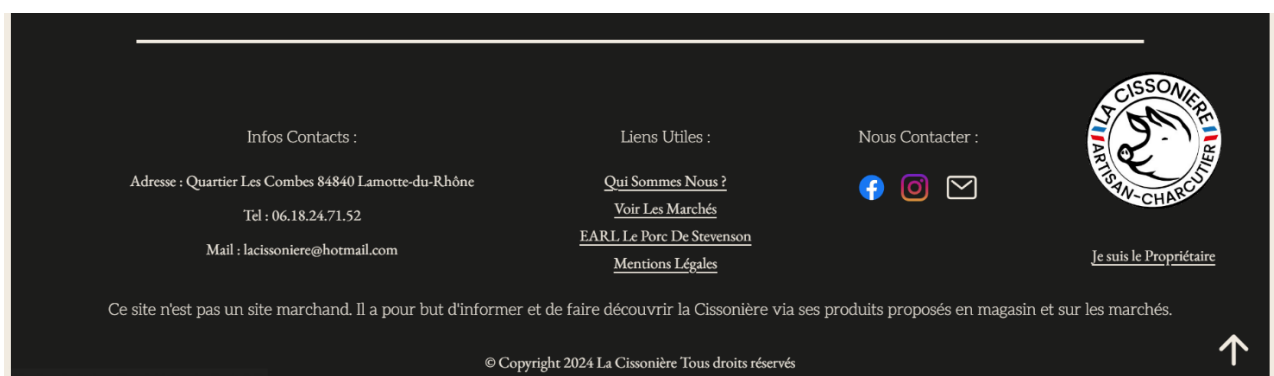 Infos Contacts :
Adresse : Quartier Les Combes 84840 Lamotte-du-Rhône
Tel : 06.18.24.71.52
Mail : lacissoniere@hotmail.com
Liens Utiles :
Qui Sommes Nous ?
Voir Les Marchés
EARL Le Porc De Stevenson
Mentions Légales
Nous Contacter :
LA CISSONIERE
ARTISAN-CHARCUTIER
Je suis le Propriétaire
Ce site n'est pas un site marchand. Il a pour but d'informer et de faire découvrir la Cissonière via ses produits proposés en magasin et sur les marchés.
© Copyright 2024 La Cissonière Tous droits réservés